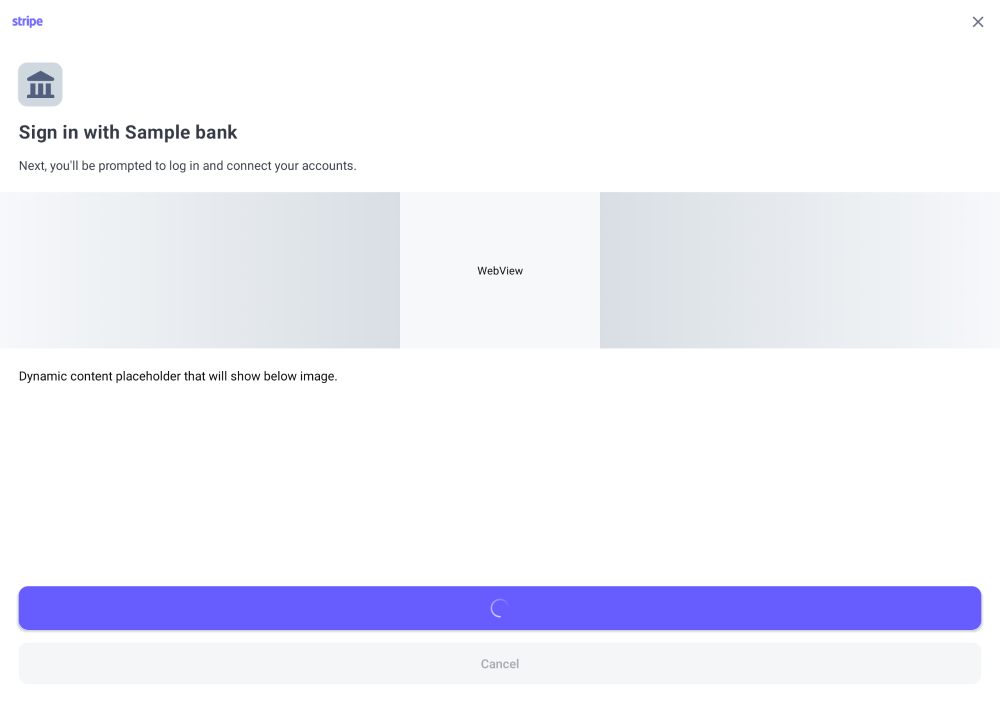 stripe
Sign in with Sample bank
Next, you'll be prompted to log in and connect your accounts.
WebView
Dynamic content placeholder that will show below image.
Cancel